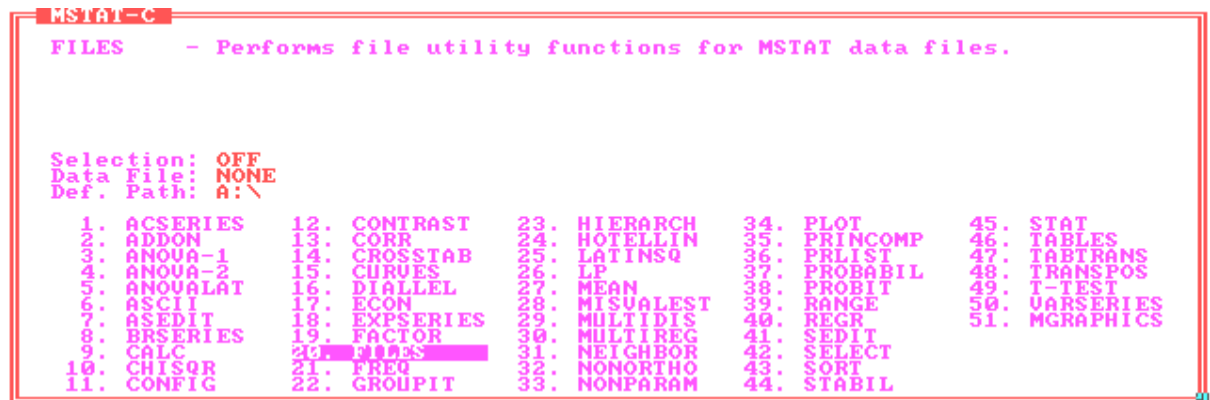 MSTAT-C
FILES - Performs file utility functions for MSTAT data files.
Selection: OFF
Data File: NONE
Def. Path: A:\
1. ACSERIES 12. CONTRAST 23. HIERARCH 34. PLOT 45. STAT
2. ADDON 13. CORR 24. HOTELLIN 35. PRINCOMP 46. TABLES
3. ANOVA-1 14. CROSSTAB 25. LATINSQ 36. PRLIST 47. TABTRANS
4. ANOVA-2 15. CURVES 26. LP 37. PROBABIL 48. TRANSPOS
5. ANOVALAT 16. DIALLEL 27. MEAN 38. PROBIT 49. T-TEST
6. ASCII 17. ECON 28. MISVALEST 39. RANGE 50. VARSERIES
7. ASEDIT 18. EXPSERIES 29. MULTIDIS 40. REGR 51. MGRAPHICS
8. BRSERIES 19. FACTOR 30. MULTIREG 41. SEDIT
9. CALC 20. FILES 31. NEIGHBOR 42. SELECT
10. CHISQR 21. FREQ 32. NONORTHO 43. SORT
11. CONFIG 22. GROUPIT 33. NONPARAM 44. STABIL